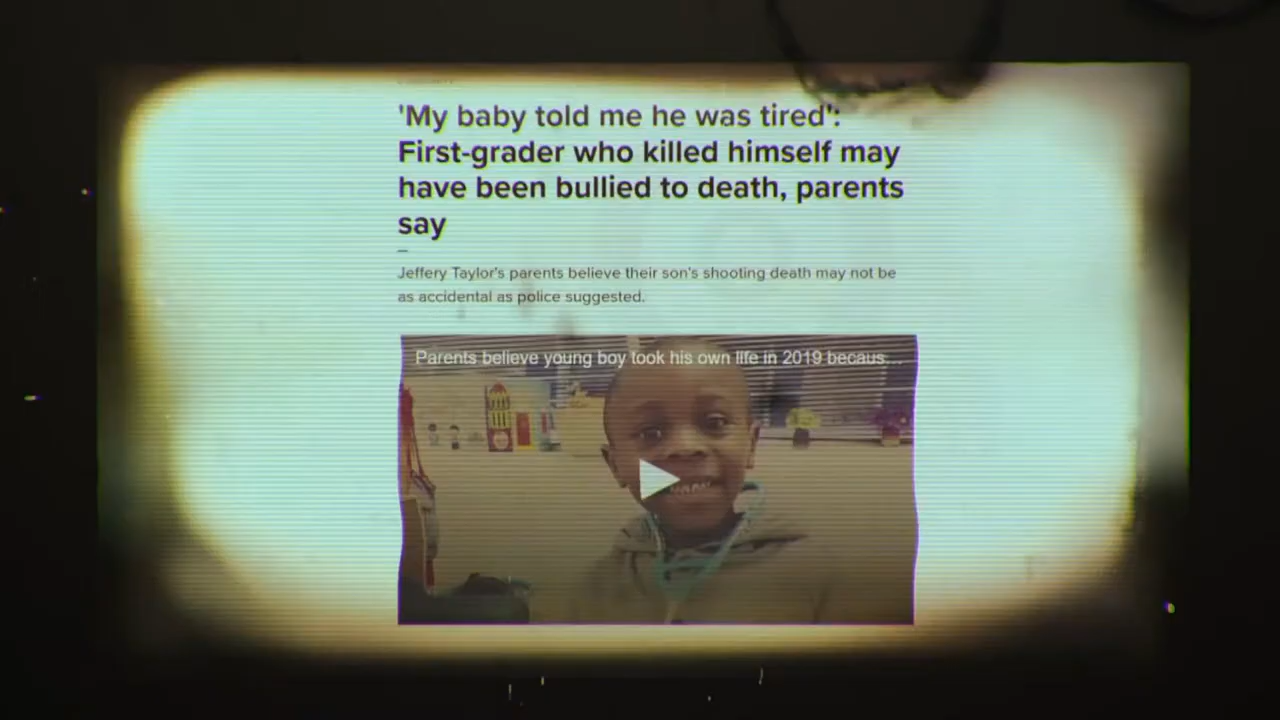 'My baby told me he was tired':
First-grader who killed himself may
have been bullied to death, parents
say
Jeffery Taylor's parents believe their son's shooting death may not be
as accidental as police suggested.
Parents believe young boy took his own life in 2019 becaus...